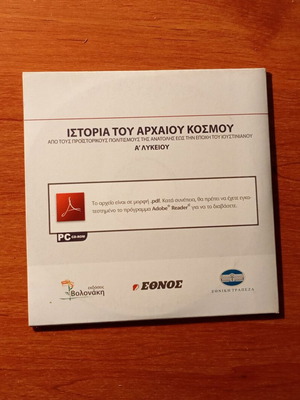 ΙΣΤΟΡΙΑ ΤΟΥ ΑΡΧΑΙΟΥ ΚΟΣΜΟΥ
ΑΠΟ ΤΟΥΣ ΠΡΟΪΣΤΟΡΙΚΟΥΣ ΠΟΛΙΤΙΣΜΟΥΣ ΤΗΣ ΑΝΑΤΟΛΗΣ ΕΩΣ ΤΗΝ ΕΠΟΧΗ ΤΟΥ ΙΟΥΣΤΙΝΙΑΝΟΥ
Α' ΛΥΚΕΙΟΥ
Το αρχείο είναι σε μορφή .pdf. Κατά συνέπεια, θα πρέπει να έχετε εγκα-
τεστημένο το πρόγραμμα Adobe® Reader® για να το διαβάσετε.
PC CD-ROM
εκδόσεις
Βολονάκη
ΕΘΝΟΣ
ΕΘΝΙΚΗ ΤΡΑΠΕΖΑ